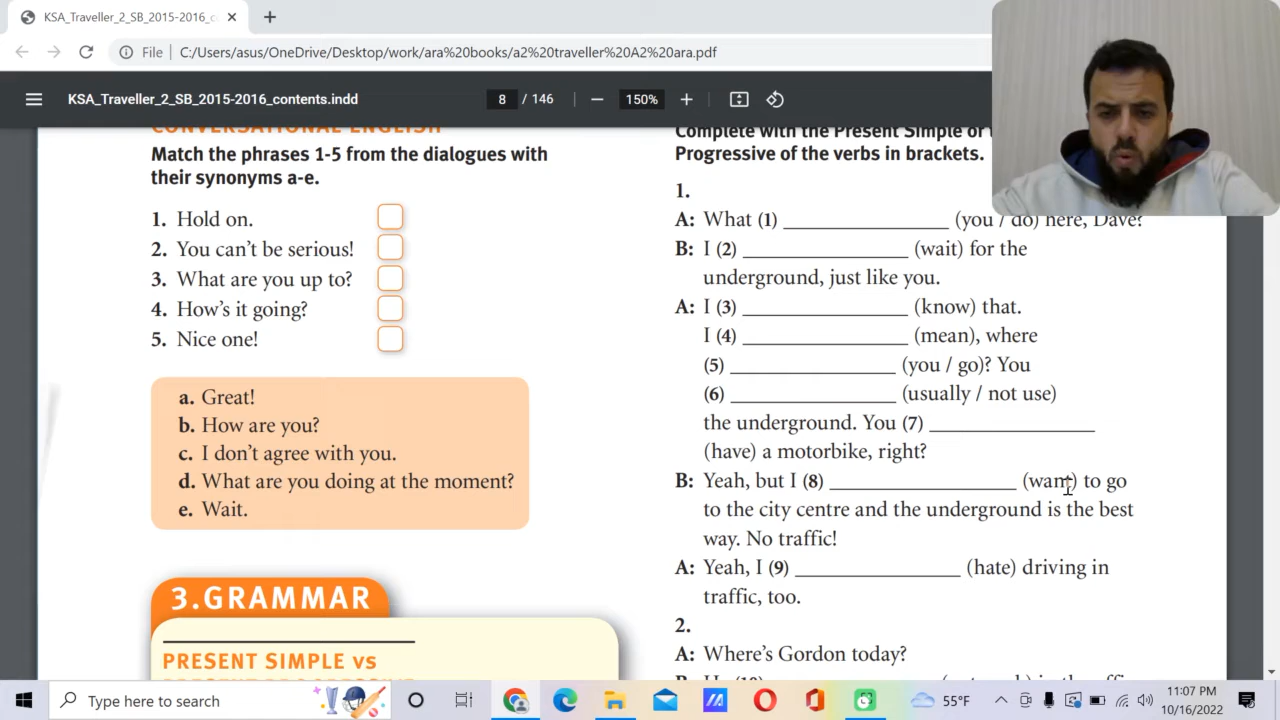 KSA_Traveller_2_SB_2015-2016_c
File C:/Users/asus/OneDrive/Desktop/work/ara%20books/a2%20traveller%20A2%20ara.pdf
KSA_Traveller_2_SB_2015-2016_contents.indd 8 / 146 150%
CONVERSATIONAL ENGLISH
Match the phrases 1-5 from the dialogues with
their synonyms a-e.
1. Hold on.
2. You can't be serious!
3. What are you up to?
4. How's it going?
5. Nice one!
a. Great!
b. How are you?
c. I don't agree with you.
d. What are you doing at the moment?
e. Wait.
3.GRAMMAR
PRESENT SIMPLE vs
Complete with the Present Simple or
Progressive of the verbs in brackets.
1.
A: What (1) ________________ (you / do) here, Dave?
B: I (2) ________________ (wait) for the
underground, just like you.
A: I (3) ________________ (know) that.
I (4) ________________ (mean), where
(5) ________________ (you / go)? You
(6) ________________ (usually / not use)
the underground. You (7) ________________
(have) a motorbike, right?
B: Yeah, but I (8) __________________ (want) to go
to the city centre and the underground is the best
way. No traffic!
A: Yeah, I (9) ________________ (hate) driving in
traffic, too.
2.
A: Where's Gordon today?
Type here to search
55°F
11:07 PM
10/16/2022